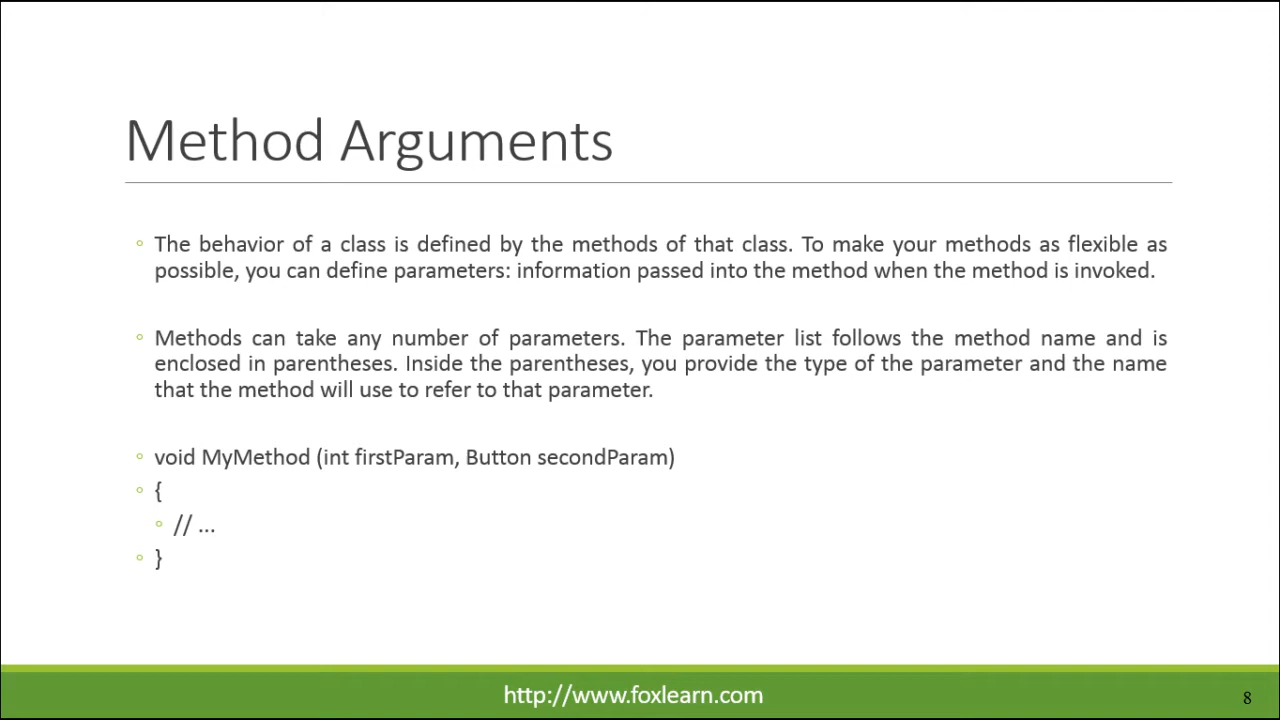 Method Arguments
◦ The behavior of a class is defined by the methods of that class. To make your methods as flexible as
possible, you can define parameters: information passed into the method when the method is invoked.
◦ Methods can take any number of parameters. The parameter list follows the method name and is
enclosed in parentheses. Inside the parentheses, you provide the type of the parameter and the name
that the method will use to refer to that parameter.
◦ void MyMethod (int firstParam, Button secondParam)
◦ {
◦ // ...
◦ }
http://www.foxlearn.com
8